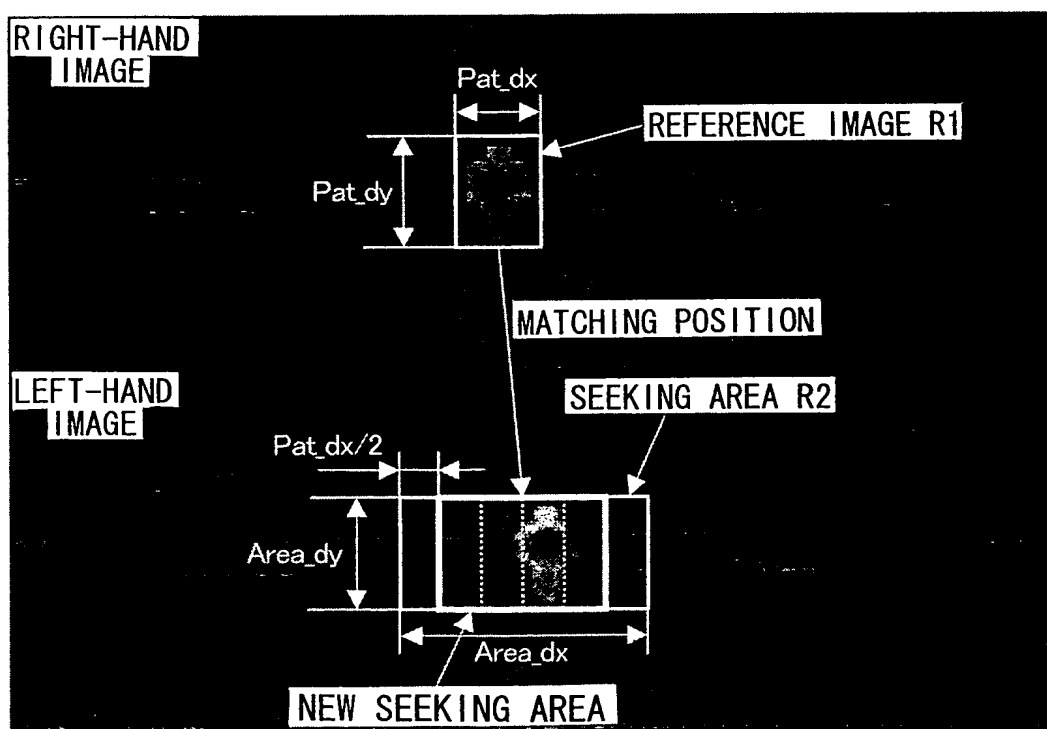 RIGHT-HAND
IMAGE
Pat_dx
REFERENCE IMAGE R1
Pat_dy
MATCHING POSITION
LEFT-HAND
IMAGE
SEEKING AREA R2
Pat_dx/2
Area_dy
Area_dx
NEW SEEKING AREA